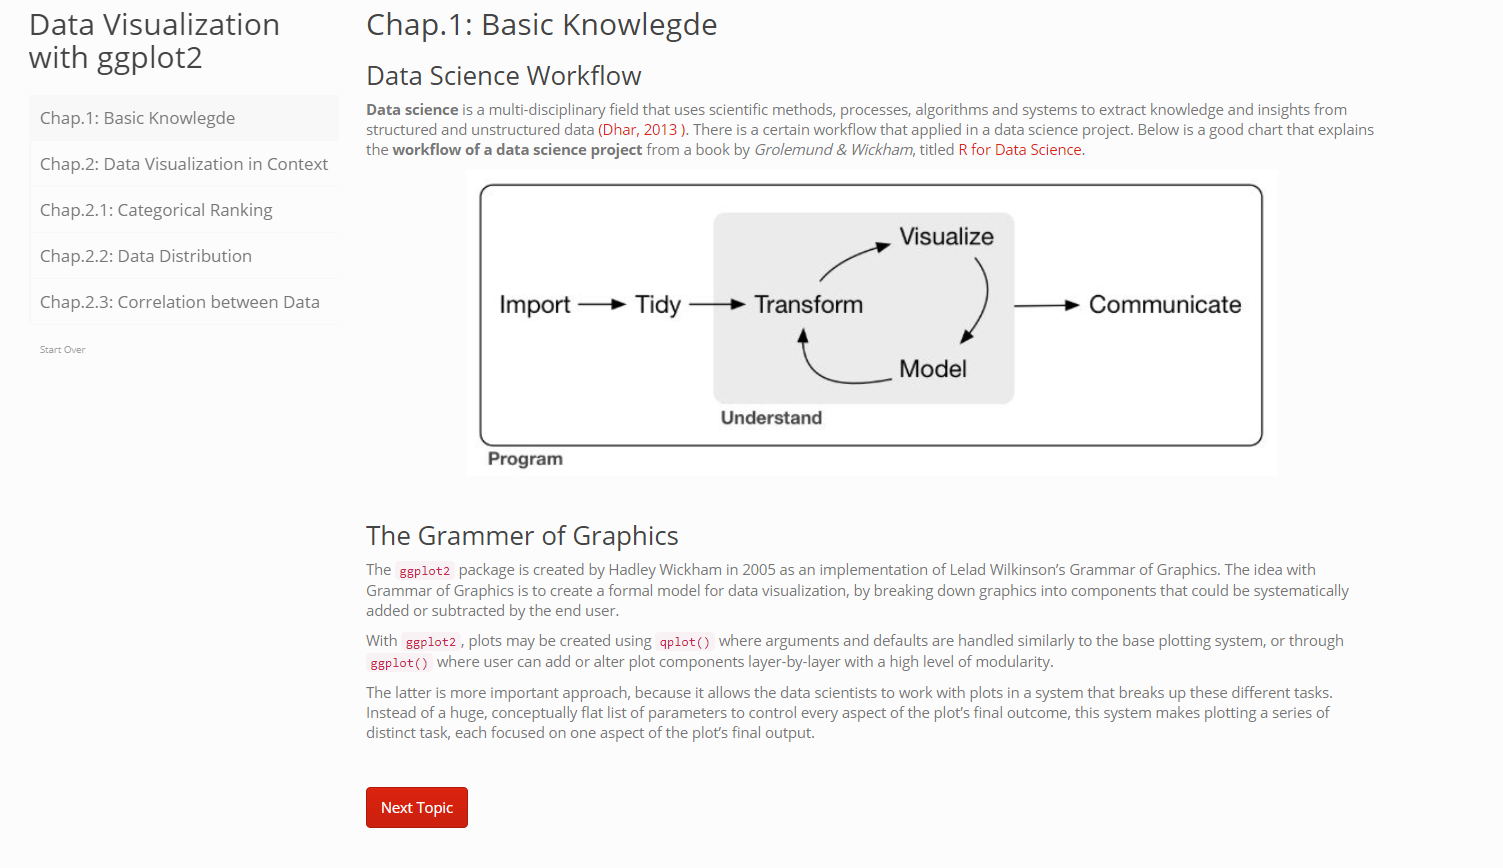 Data Visualization
with ggplot2
Chap.1: Basic Knowlegde
Chap.2: Data Visualization in Context
Chap.2.1: Categorical Ranking
Chap.2.2: Data Distribution
Chap.2.3: Correlation between Data
Start Over
Chap.1: Basic Knowlegde
Data Science Workflow
Data science is a multi-disciplinary field that uses scientific methods, processes, algorithms and systems to extract knowledge and insights from
structured and unstructured data (Dhar, 2013 ). There is a certain workflow that applied in a data science project. Below is a good chart that explains
the workflow of a data science project from a book by Grolemund & Wickham, titled R for Data Science.
Visualize
Import Tidy Transform Communicate
Model
Understand
Program
The Grammer of Graphics
The ggplot2 package is created by Hadley Wickham in 2005 as an implementation of Lelad Wilkinson’s Grammar of Graphics. The idea with
Grammar of Graphics is to create a formal model for data visualization, by breaking down graphics into components that could be systematically
added or subtracted by the end user.
With ggplot2, plots may be created using qplot() where arguments and defaults are handled similarly to the base plotting system, or through
ggplot() where user can add or alter plot components layer-by-layer with a high level of modularity.
The latter is more important approach, because it allows the data scientists to work with plots in a system that breaks up these different tasks.
Instead of a huge, conceptually flat list of parameters to control every aspect of the plot’s final outcome, this system makes plotting a series of
distinct task, each focused on one aspect of the plot’s final output.
Next Topic